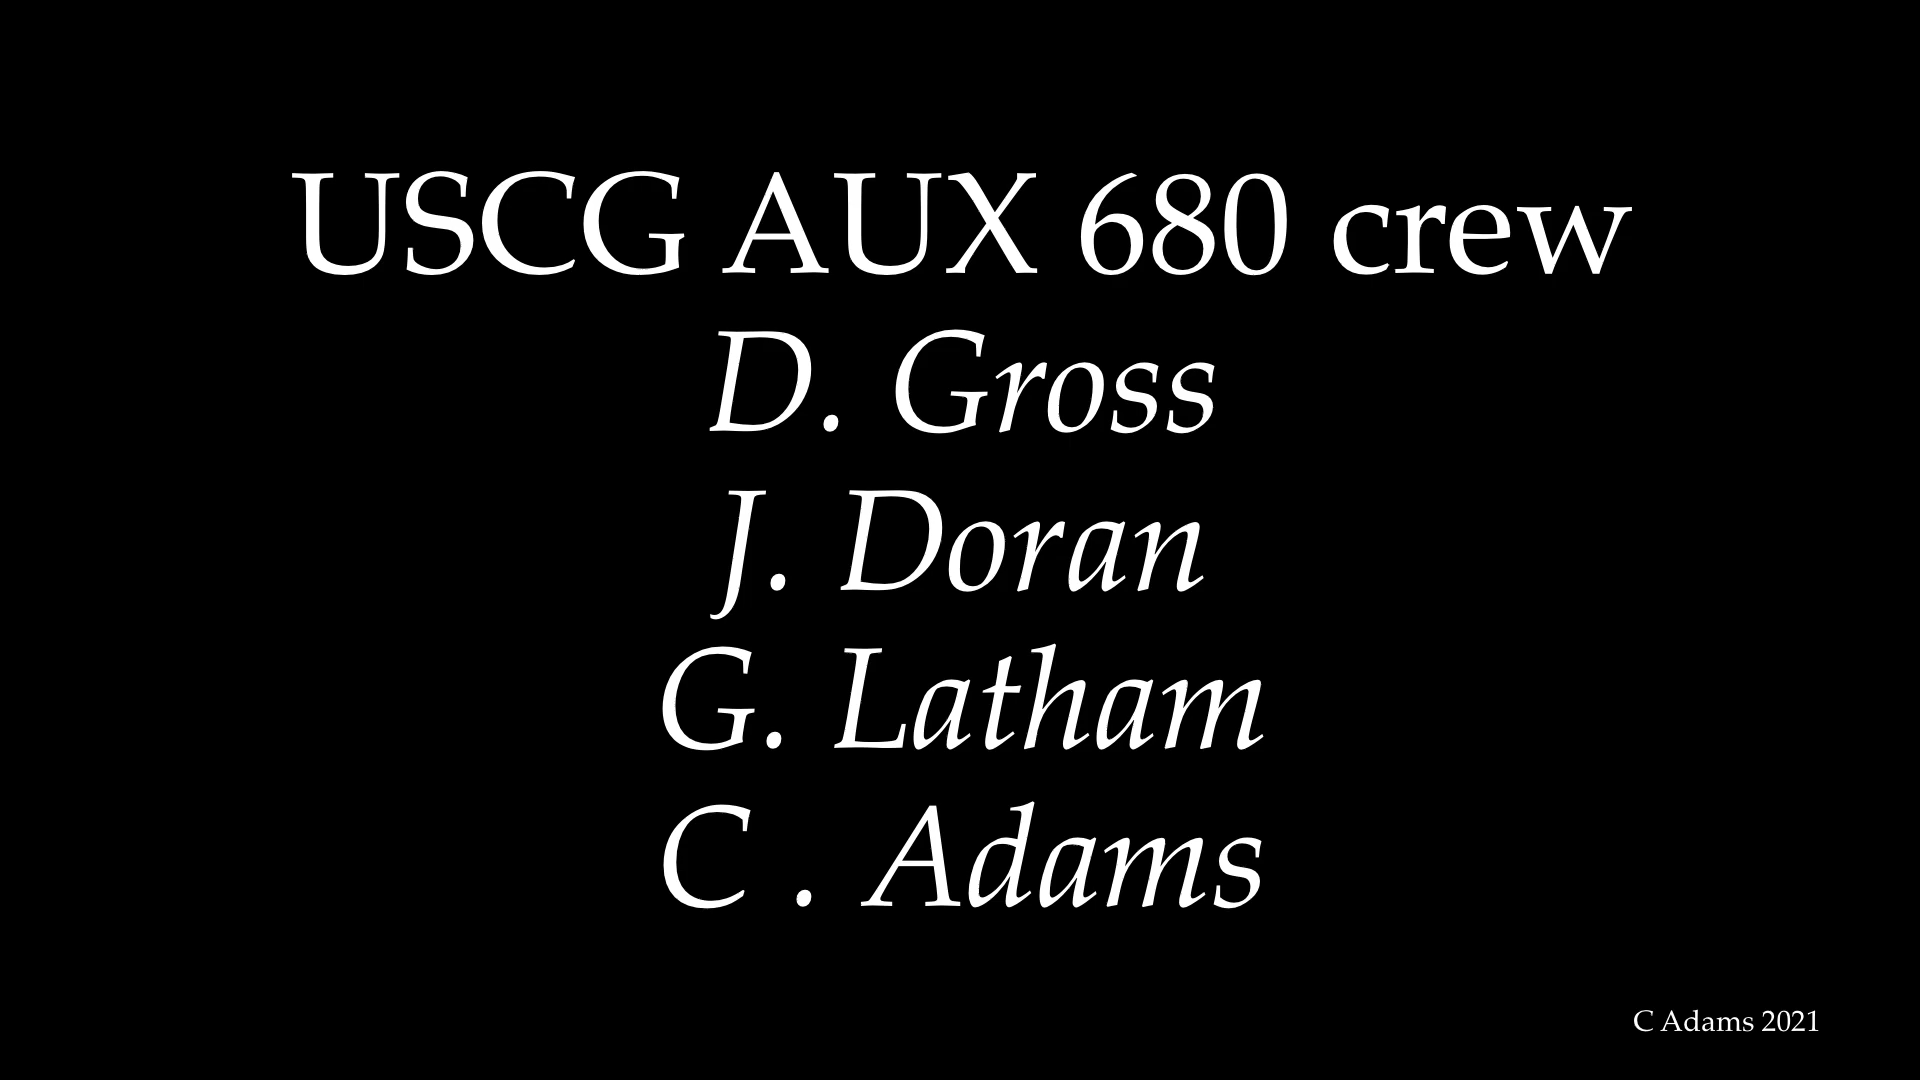 USCG AUX 680 crew
D. Gross
J. Doran
G. Latham
C . Adams
C Adams 2021